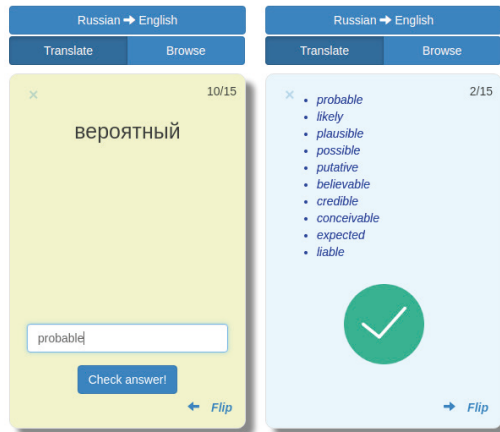 Russian ➜ English
Translate Browse
× 10/15
вероятный
probable
Check answer!
← Flip
Russian ➜ English
Translate Browse
× 2/15
• probable
• likely
• plausible
• possible
• putative
• believable
• credible
• conceivable
• expected
• liable
→ Flip